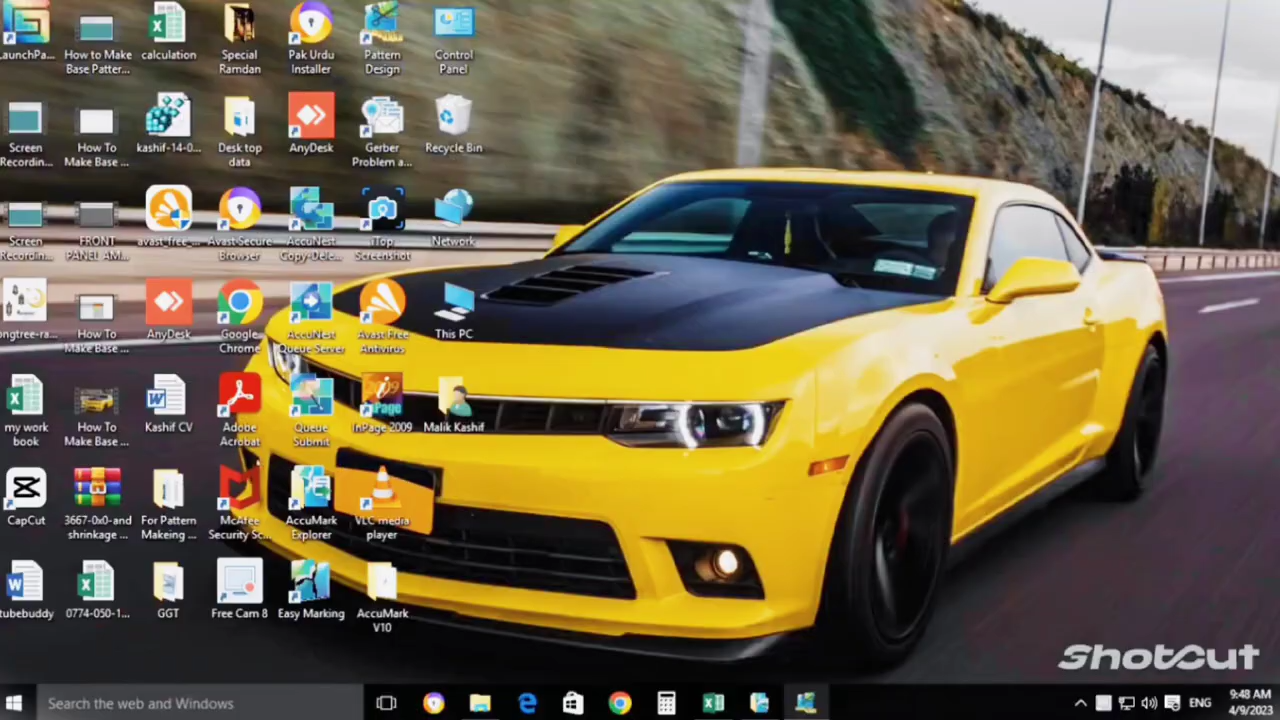 LaunchPa...
How to Make
Base Patter...
calculation
Special
Ramdan
Pak Urdu
Installer
Pattern
Design
Control
Panel
Screen
Recordin...
How To
Make Base ...
kashif-14-0...
Desk top
data
AnyDesk
Gerber
Problem a...
Recycle Bin
Screen
Recordin...
FRONT
PANEL AM...
avast_free_...
Avast Secure
Browser
AccuNest
Copy-Dele...
iTop
Screenshot
Network
ongtree-ra...
How To
Make Base ...
AnyDesk
Google
Chrome
AccuNest
Queue Server
Avast Free
Antivirus
This PC
my work
book
How To
Make Base ...
Kashif CV
Adobe
Acrobat
Queue
Submit
2009
InPage
InPage 2009
Malik Kashif
CapCut
3667-0x0-and
shrinkage ...
For Pattern
Makeing ...
McAfee
Security Sc...
AccuMark
Explorer
VLC media
player
tubebuddy
0774-050-1...
GGT
Free Cam 8
Easy Marking
AccuMark
V10
Shotcut
Search the web and Windows
ENG
9:48 AM
4/9/2023